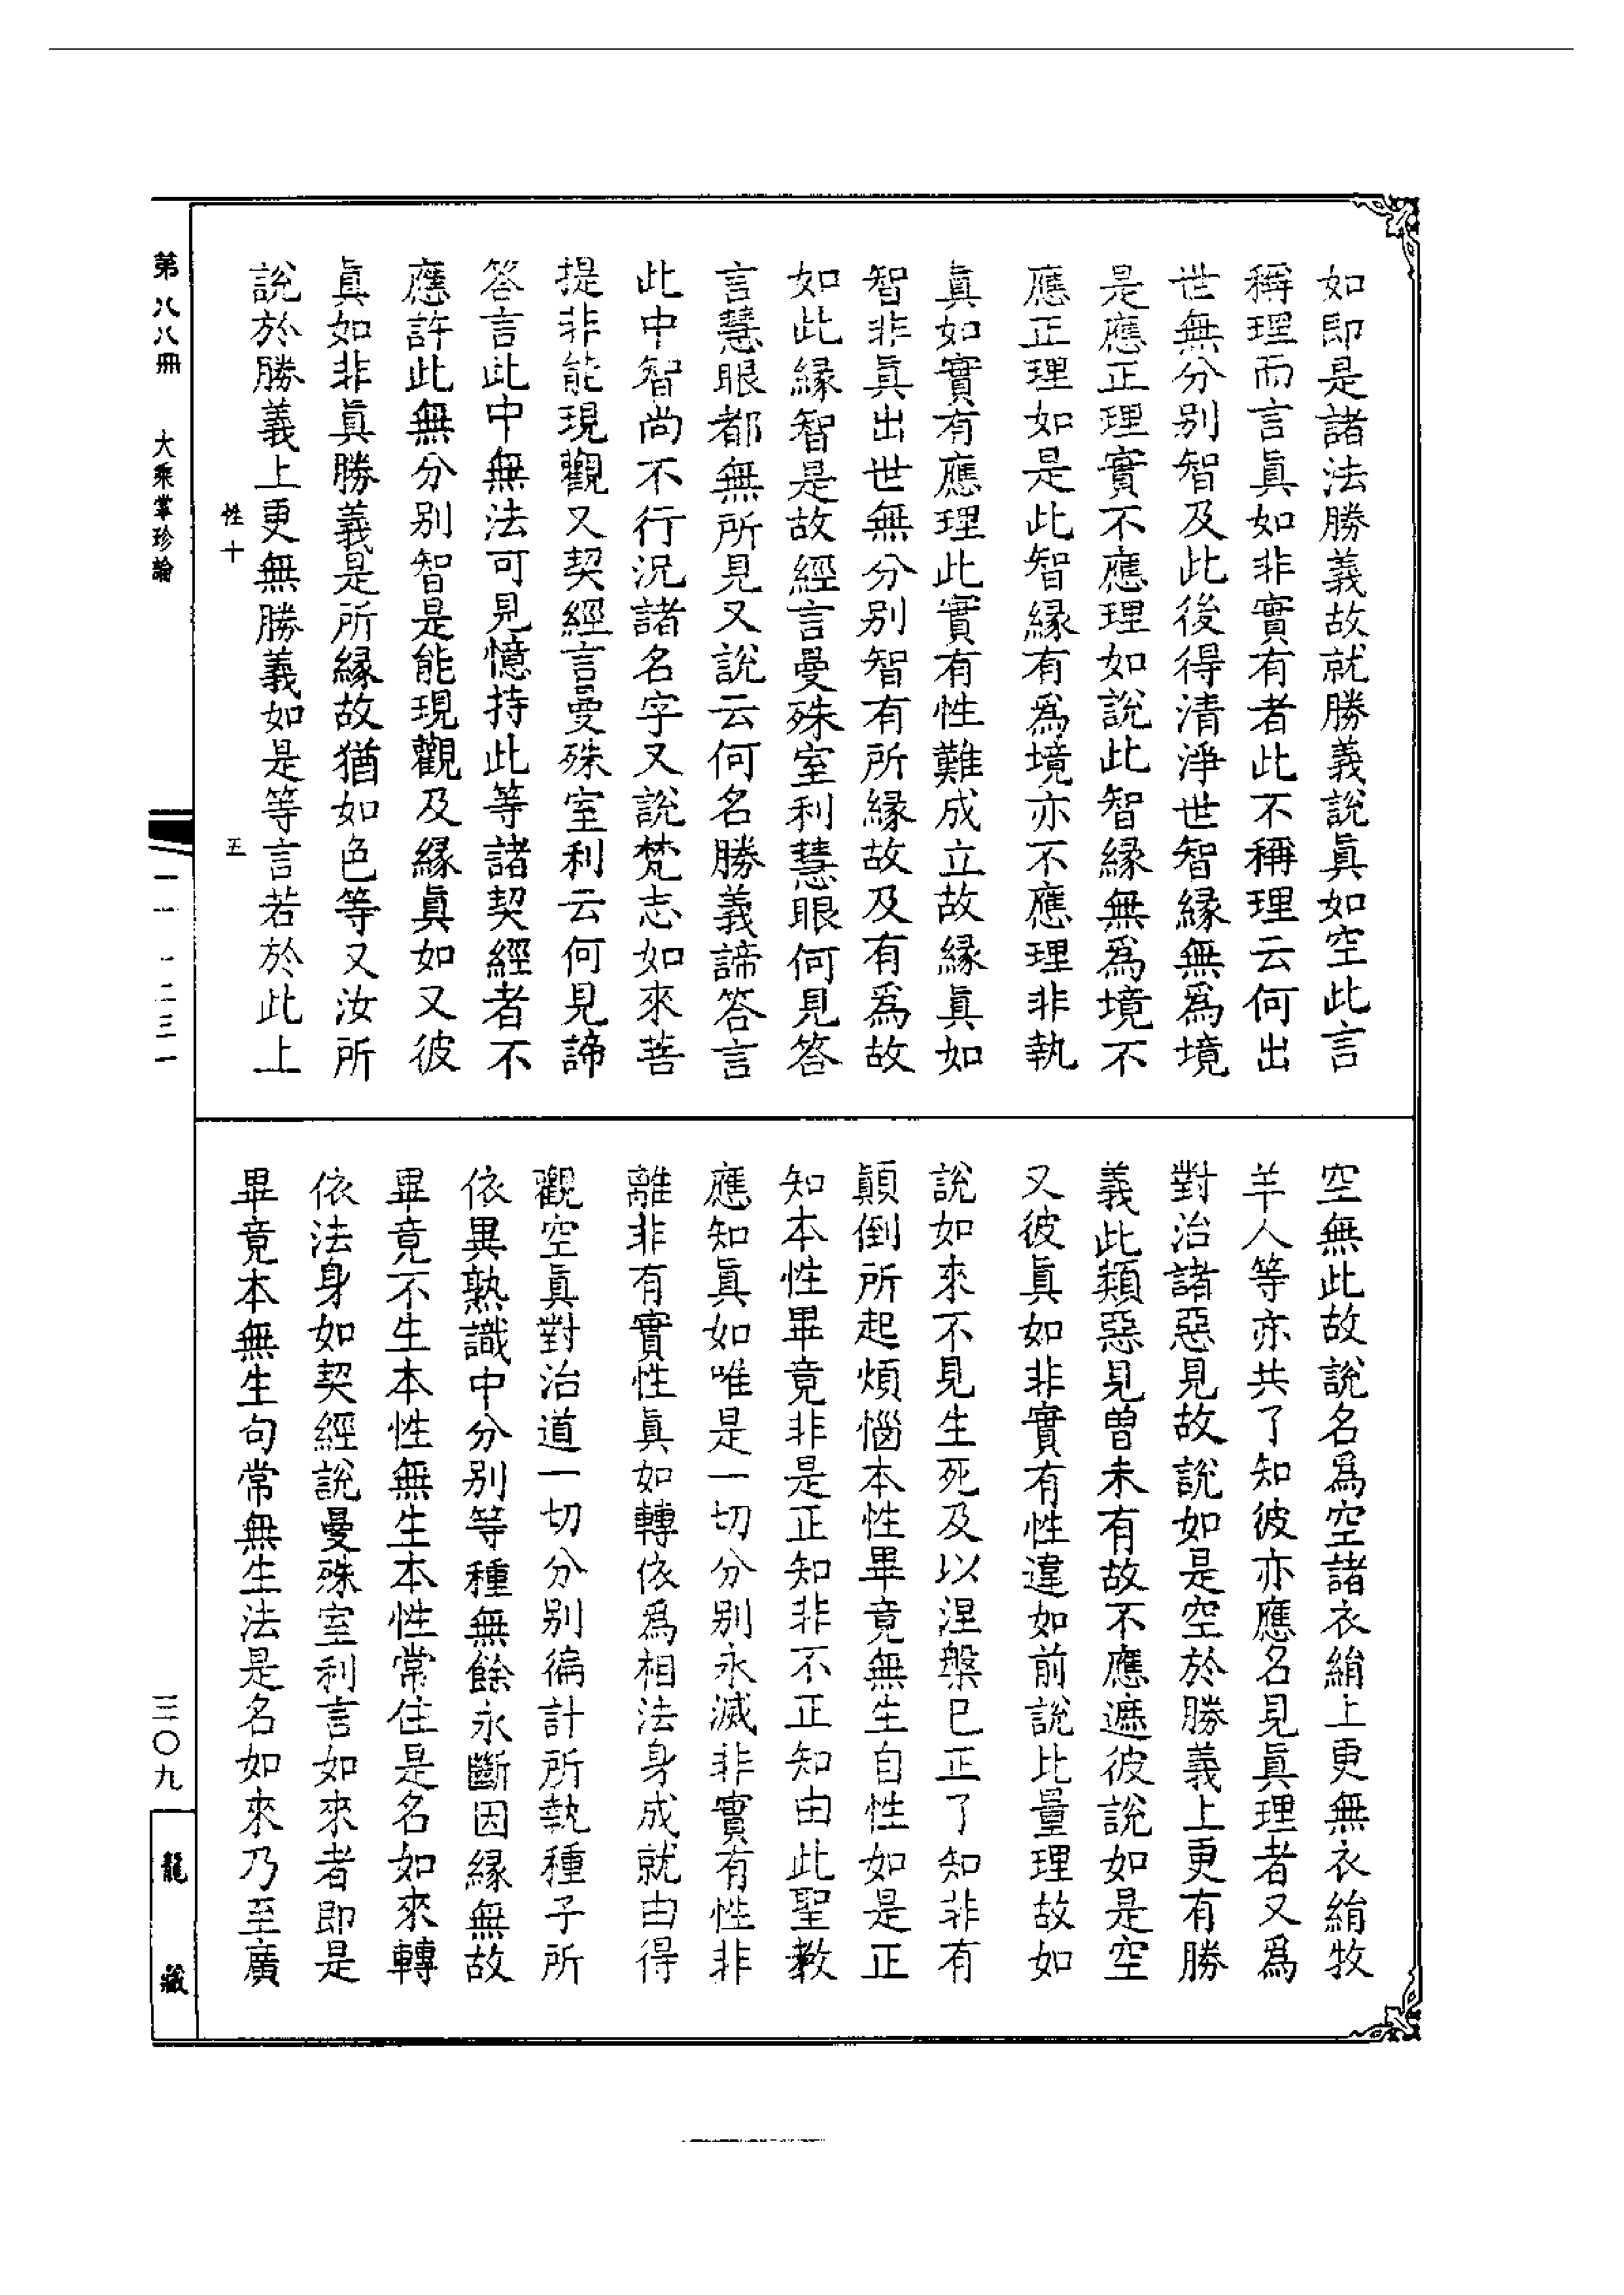 如即是諸法勝義故就勝義說眞如空此言
稱理而言眞如非實有者此不稱理云何出
世無分別智及此後得清淨世智緣無爲境
是應正理實不應理如說此智緣無爲境不
應正理如是此智緣有爲境亦不應理非執
眞如實有應理此實有性難成立故緣眞如
智非眞出世無分別智有所緣故及有爲故
如此緣智是故經言曼殊室利慧眼何見答
言慧眼都無所見又說云何名勝義諦答言
此中智尚不行況諸名字又說梵志如來菩
提非能現觀又契經言曼殊室利云何見諦
答言此中無法可見憶持此等諸契經者不
應許此無分別智是能現觀及緣眞如又彼
眞如非眞勝義是所緣故猶如色等又汝所
說於勝義上更無勝義如是等言若於此上
性十 五
空無此故說名爲空諸衣絹上更無衣絹牧
羊人等亦共了知彼亦應名見眞理者又爲
對治諸惡見故說如是空於勝義上更有勝
義此類惡見曾未有故不應遮彼說如是空
又彼眞如非實有性違如前說比量理故如
說如來不見生死及以涅槃已正了知非有
顛倒所起煩惱本性畢竟無生自性如是正
知本性畢竟非是正知非不正知由此聖教
應知眞如唯是一切分別永滅非實有性非
離非有實性眞如轉依爲相法身成就由得
觀空眞對治道一切分別徧計所執種子所
依異熟識中分別等種無餘永斷因緣無故
畢竟不生本性無生本性常住是名如來轉
依法身如契經說曼殊室利言如來者即是
畢竟本無生句常無生法是名如來乃至廣
第八八冊 大乘掌珍論
三〇九
龍藏